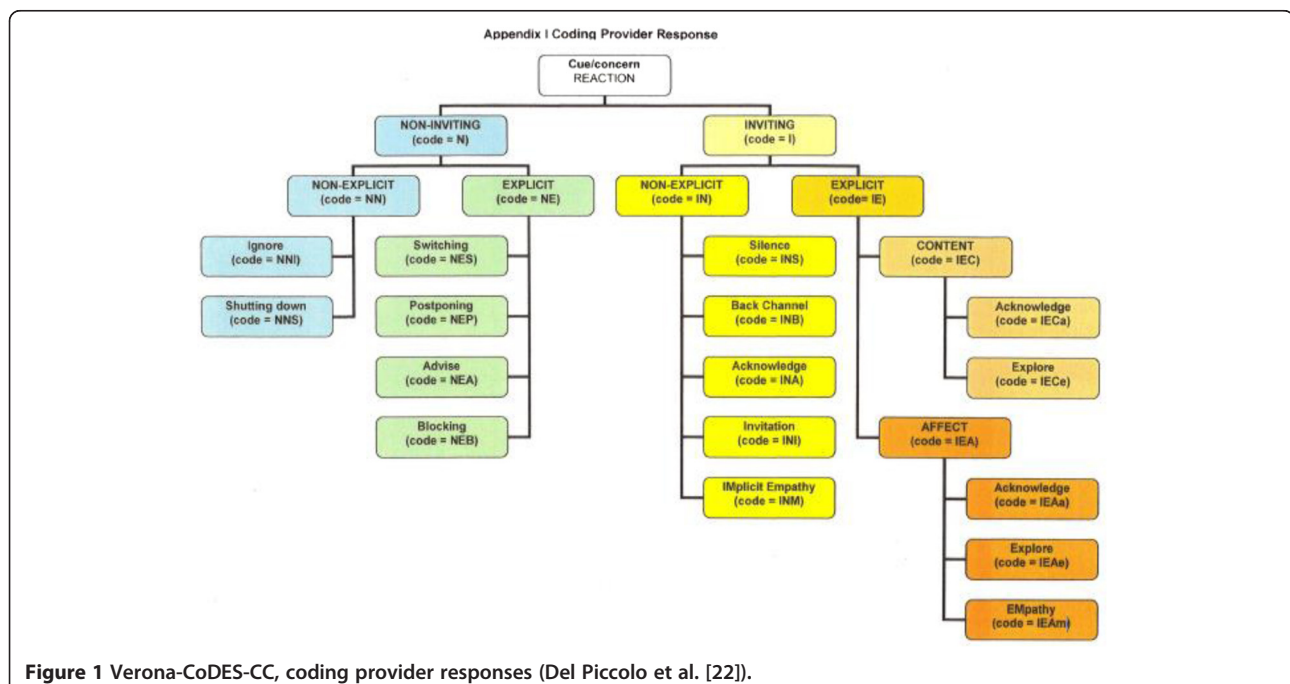 Appendix I Coding Provider Response
Cue/concern
REACTION
NON-INVITING
(code = N)
INVITING
(code = I)
NON-EXPLICIT
(code = NN)
EXPLICIT
(code = NE)
NON-EXPLICIT
(code = IN)
EXPLICIT
(code= IE)
Ignore
(code = NNI)
Shutting down
(code = NNS)
Switching
(code = NES)
Postponing
(code = NEP)
Advise
(code = NEA)
Blocking
(code = NEB)
Silence
(code = INS)
Back Channel
(code = INB)
Acknowledge
(code = INA)
Invitation
(code = INI)
IMplicit Empathy
(code = INM)
CONTENT
(code = IEC)
Acknowledge
(code = IECa)
Explore
(code = IECe)
AFFECT
(code = IEA)
Acknowledge
(code = IEAa)
Explore
(code = IEAe)
EMpathy
(code = IEAm)
Figure 1 Verona-CoDES-CC, coding provider responses (Del Piccolo et al. [22]).